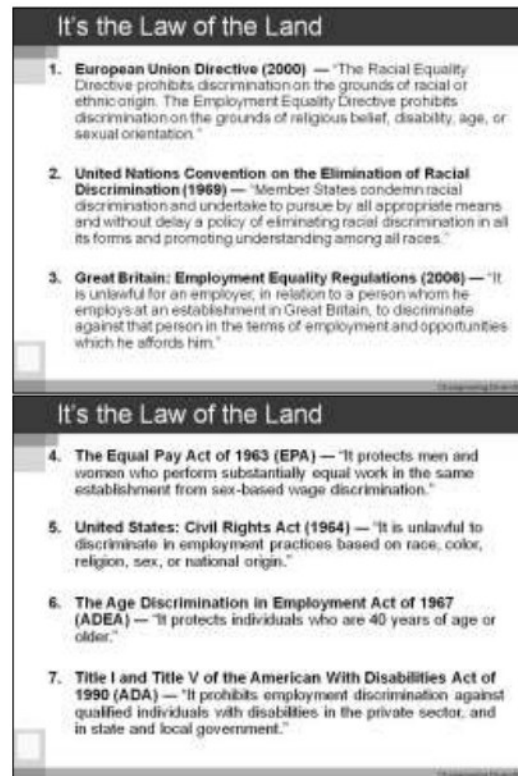 It's the Law of the Land
1. European Union Directive (2000) — "The Racial Equality
Directive prohibits discrimination on the grounds of racial or
ethnic origin. The Employment Equality Directive prohibits
discrimination on the grounds of religious belief, disability, age, or
sexual orientation."
2. United Nations Convention on the Elimination of Racial
Discrimination (1969) — "Member States condemn racial
discrimination and undertake to pursue by all appropriate means
and without delay a policy of eliminating racial discrimination in all
its forms and promoting understanding among all races."
3. Great Britain: Employment Equality Regulations (2006) — "It
is unlawful for an employer, in relation to a person whom he
employs at an establishment in Great Britain, to discriminate
against that person in the terms of employment and opportunities
which he affords him."
It's the Law of the Land
4. The Equal Pay Act of 1963 (EPA) — "It protects men and
women who perform substantially equal work in the same
establishment from sex-based wage discrimination."
5. United States: Civil Rights Act (1964) — "It is unlawful to
discriminate in employment practices based on race, color,
religion, sex, or national origin."
6. The Age Discrimination in Employment Act of 1967
(ADEA) — "It protects individuals who are 40 years of age or
older."
7. Title I and Title V of the American With Disabilities Act of
1990 (ADA) — "It prohibits employment discrimination against
qualified individuals with disabilities in the private sector, and
in state and local government."